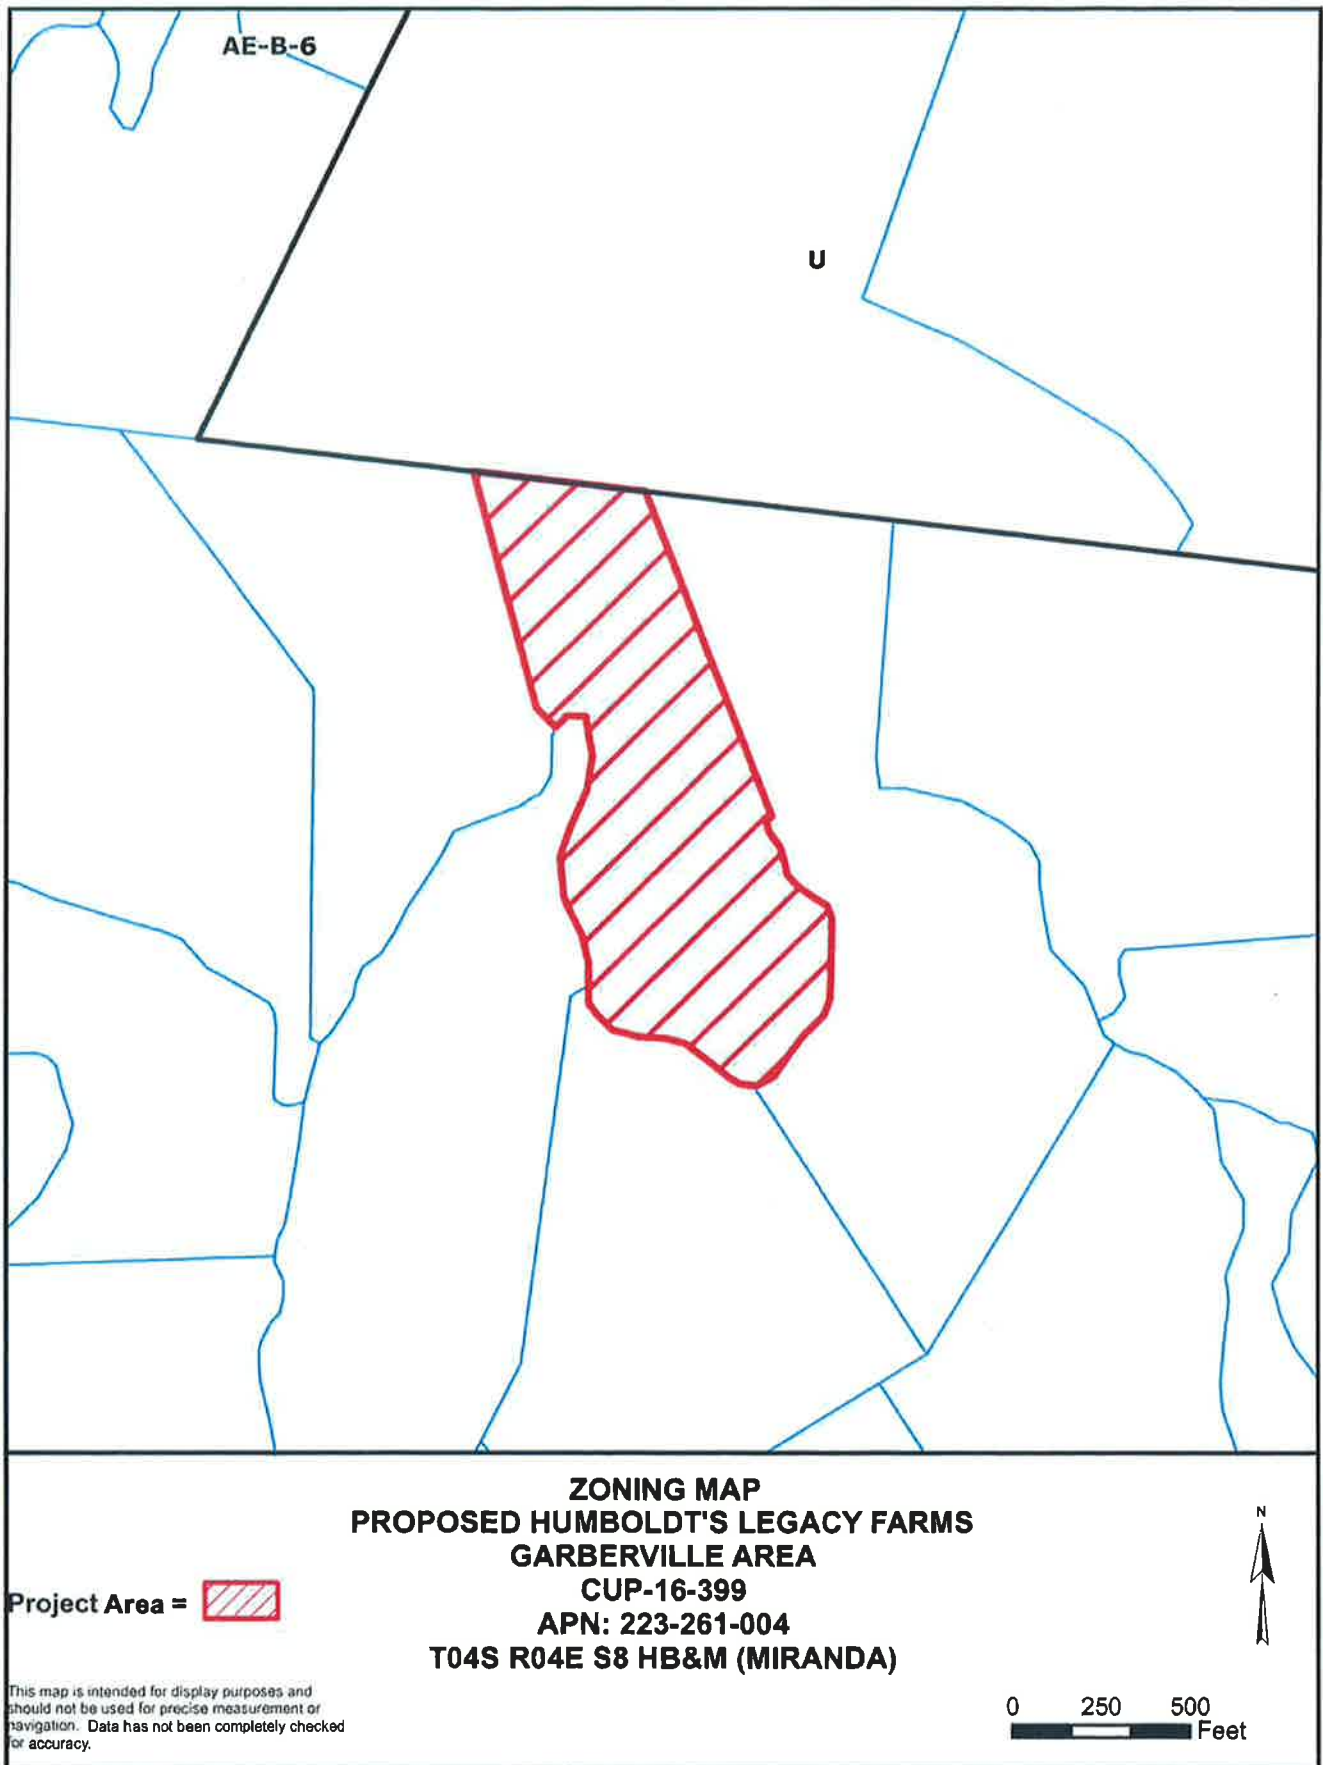 AE-B-6
U
ZONING MAP
PROPOSED HUMBOLDT'S LEGACY FARMS
GARBERVILLE AREA
CUP-16-399
APN: 223-261-004
T04S R04E S8 HB&M (MIRANDA)
Project Area =
This map is intended for display purposes and
should not be used for precise measurement or
navigation. Data has not been completely checked
for accuracy.
N
0 250 500
Feet